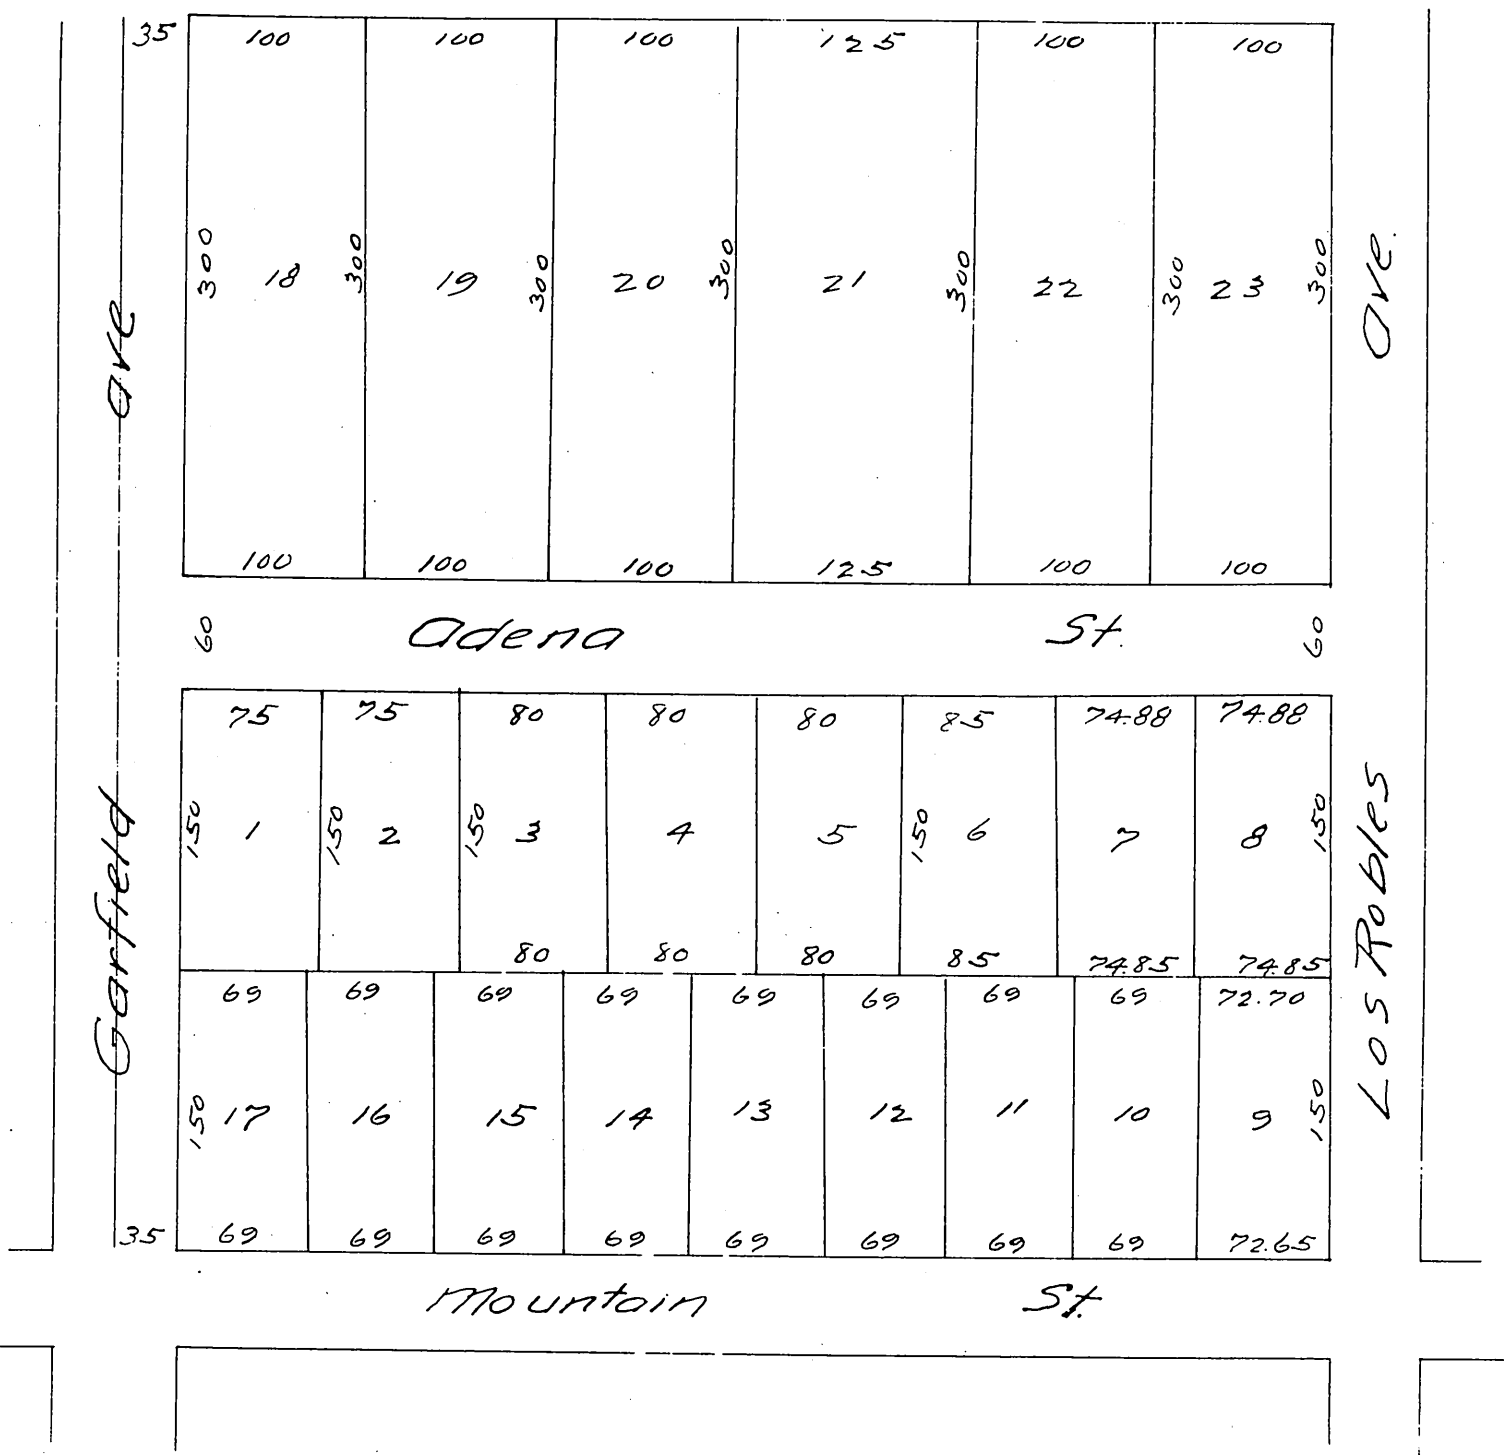 35 100 100 100 125 100 100
300 18 300 19 300 20 300 21 300 22 300 23 300
100 100 100 125 100 100
60 Adena St. 60
75 75 80 80 80 85 74.88 74.88
150 1 150 2 150 3 4 5 150 6 7 8 150
80 80 80 85 74.85 74.85
69 69 69 69 69 69 69 69 72.70
150 17 16 15 14 13 12 11 10 9 150
35 69 69 69 69 69 69 69 69 72.65
Mountain St.
Garfield Ave
Los Robles Ave.